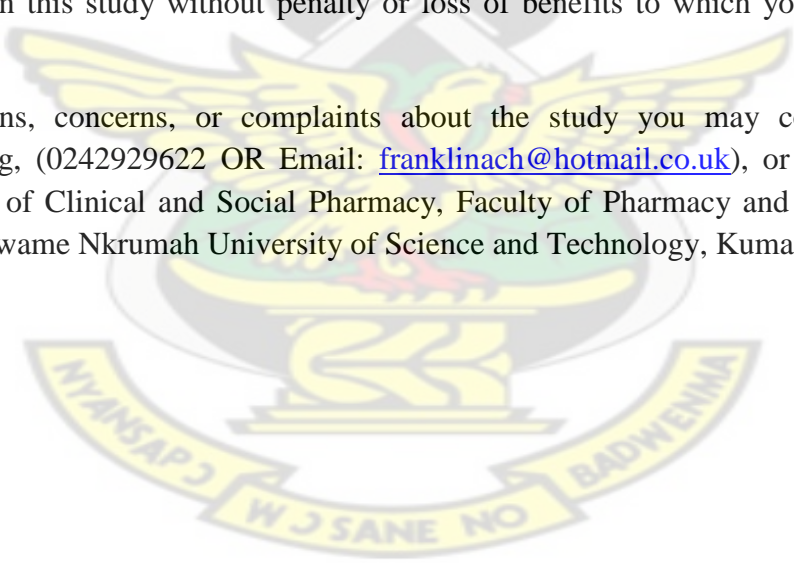 n this study without penalty or loss of benefits to which yo
ns, concerns, or complaints about the study you may c
g, (0242929622 OR Email: franklinach@hotmail.co.uk), or
of Clinical and Social Pharmacy, Faculty of Pharmacy and
wame Nkrumah University of Science and Technology, Kuma
NYANSAPƆ WƆSANE NO BADWENMA